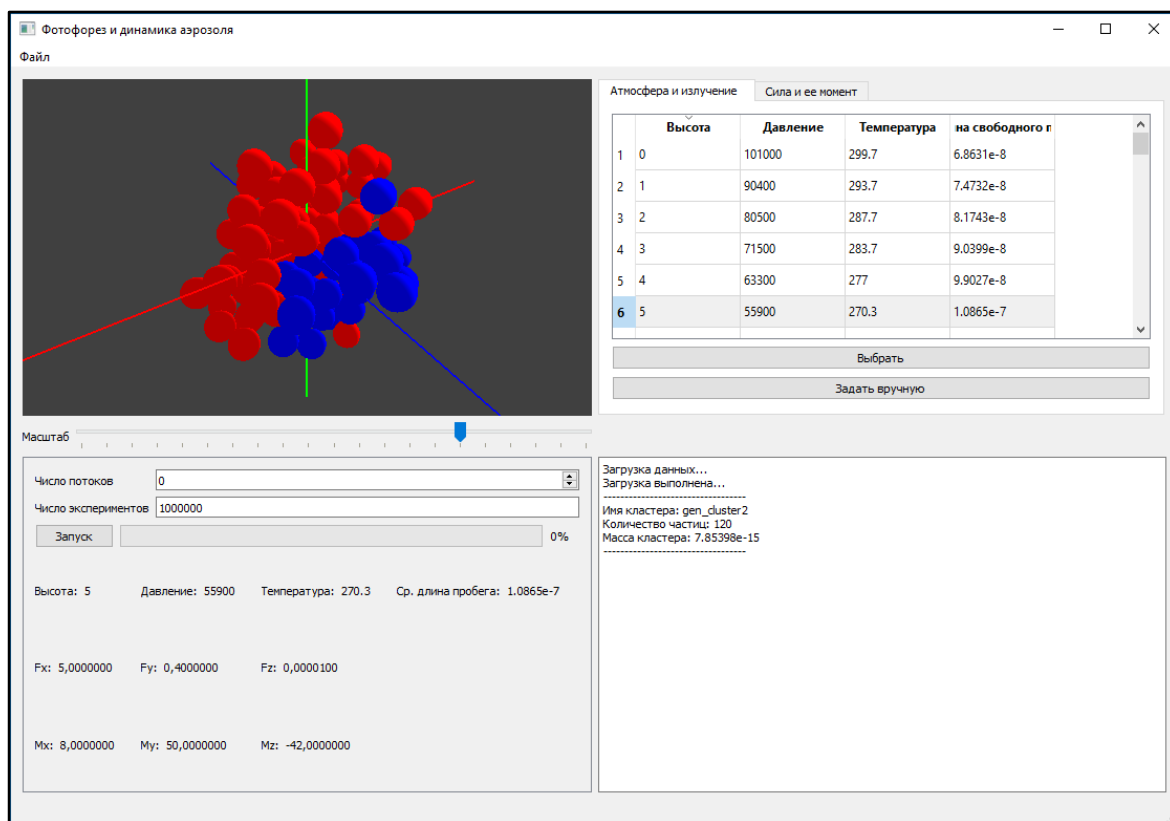 Фотофорез и динамика аэрозоля
Файл
Атмосфера и излучение Сила и ее момент
Высота Давление Температура на свободного п
1 0 101000 299.7 6.8631e-8
2 1 90400 293.7 7.4732e-8
3 2 80500 287.7 8.1743e-8
4 3 71500 283.7 9.0399e-8
5 4 63300 277 9.9027e-8
6 5 55900 270.3 1.0865e-7
Выбрать
Задать вручную
Масштаб
Число потоков 0
Число экспериментов 1000000
Запуск 0%
Высота: 5 Давление: 55900 Температура: 270.3 Ср. длина пробега: 1.0865e-7
Fx: 5,0000000 Fy: 0,4000000 Fz: 0,0000100
Mx: 8,0000000 My: 50,0000000 Mz: -42,0000000
Загрузка данных...
Загрузка выполнена...
----------------------------------
Имя кластера: gen_cluster2
Количество частиц: 120
Масса кластера: 7.85398e-15
----------------------------------